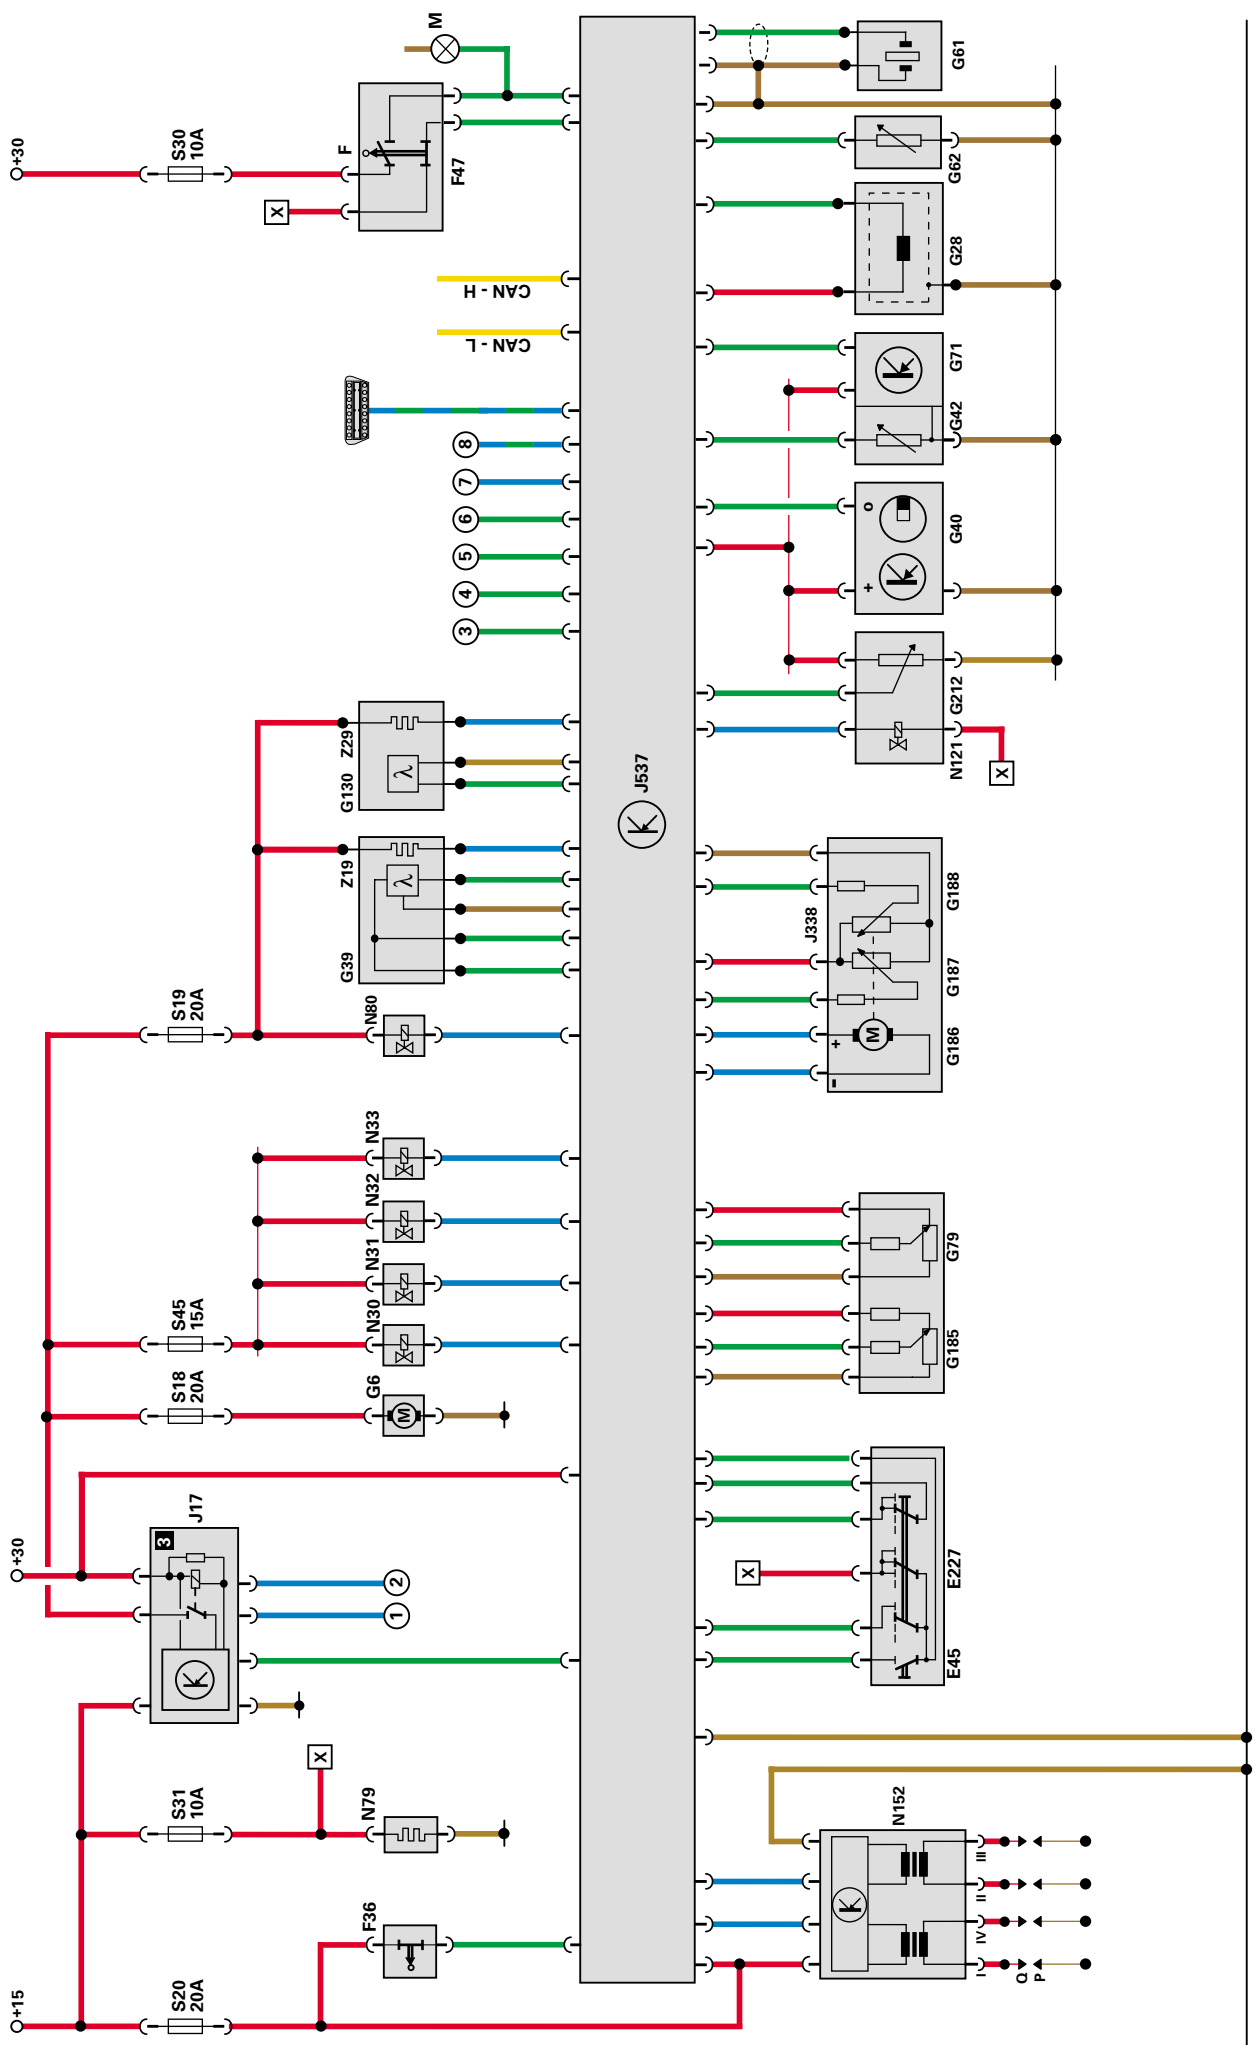 +15
+30
+30
S20
20A
S31
10A
S18
20A
S45
15A
S19
20A
S30
10A
3
J17
X
X
F36
N79
1
2
G6
M
N30
N31
N32
N33
N80
G39
Z19
λ
G130
Z29
λ
F
F47
M
3
4
5
6
7
8
CAN - L
CAN - H
J537
N152
I
IV
II
III
Q
P
X
E45
E227
G185
G79
-
+
M
J338
G186
G187
G188
N121
G212
X
+
o
G40
G42
G71
G28
G62
G61